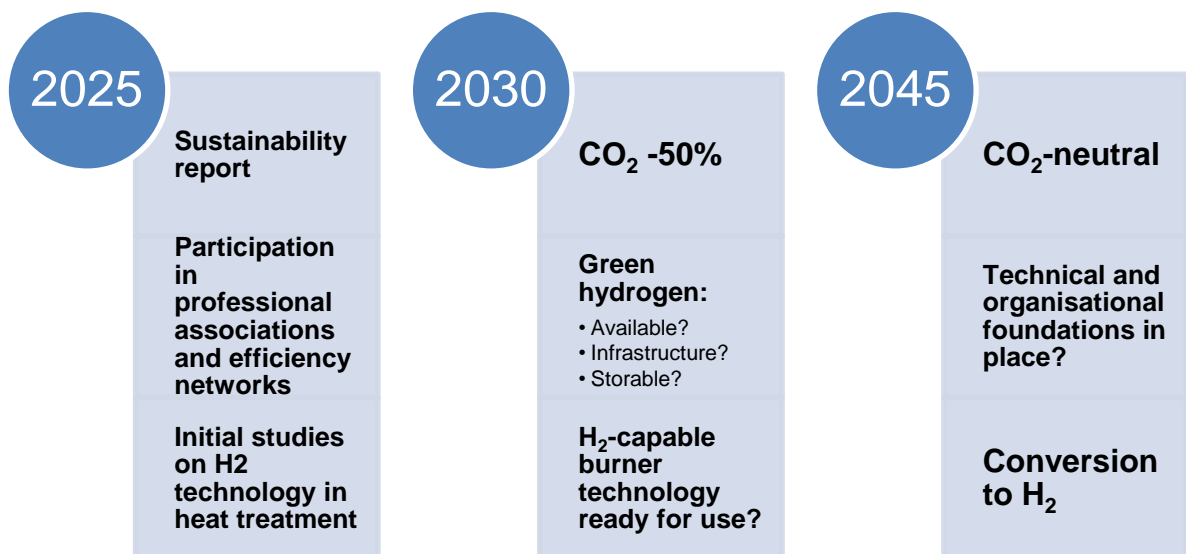 2025
Sustainability
report
Participation
in
professional
associations
and efficiency
networks
Initial studies
on H2
technology in
heat treatment
2030
CO₂ -50%
Green
hydrogen:
• Available?
• Infrastructure?
• Storable?
H₂-capable
burner
technology
ready for use?
2045
CO₂-neutral
Technical and
organisational
foundations in
place?
Conversion
to H₂